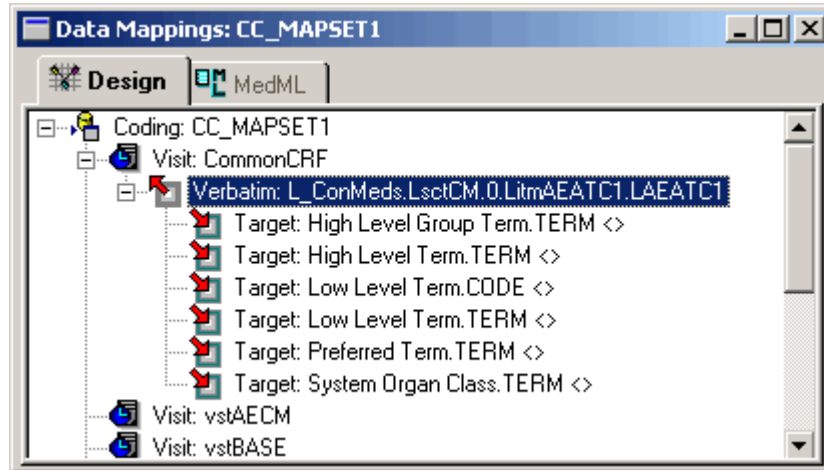 Data Mappings: CC_MAPSET1
Design MedML
Coding: CC_MAPSET1
Visit: CommonCRF
Verbatim: L_ConMeds.LsctCM.0.LitmAEATC1.LAEATC1
Target: High Level Group Term.TERM <>
Target: High Level Term.TERM <>
Target: Low Level Term.CODE <>
Target: Low Level Term.TERM <>
Target: Preferred Term.TERM <>
Target: System Organ Class.TERM <>
Visit: vstAECM
Visit: vstBASE